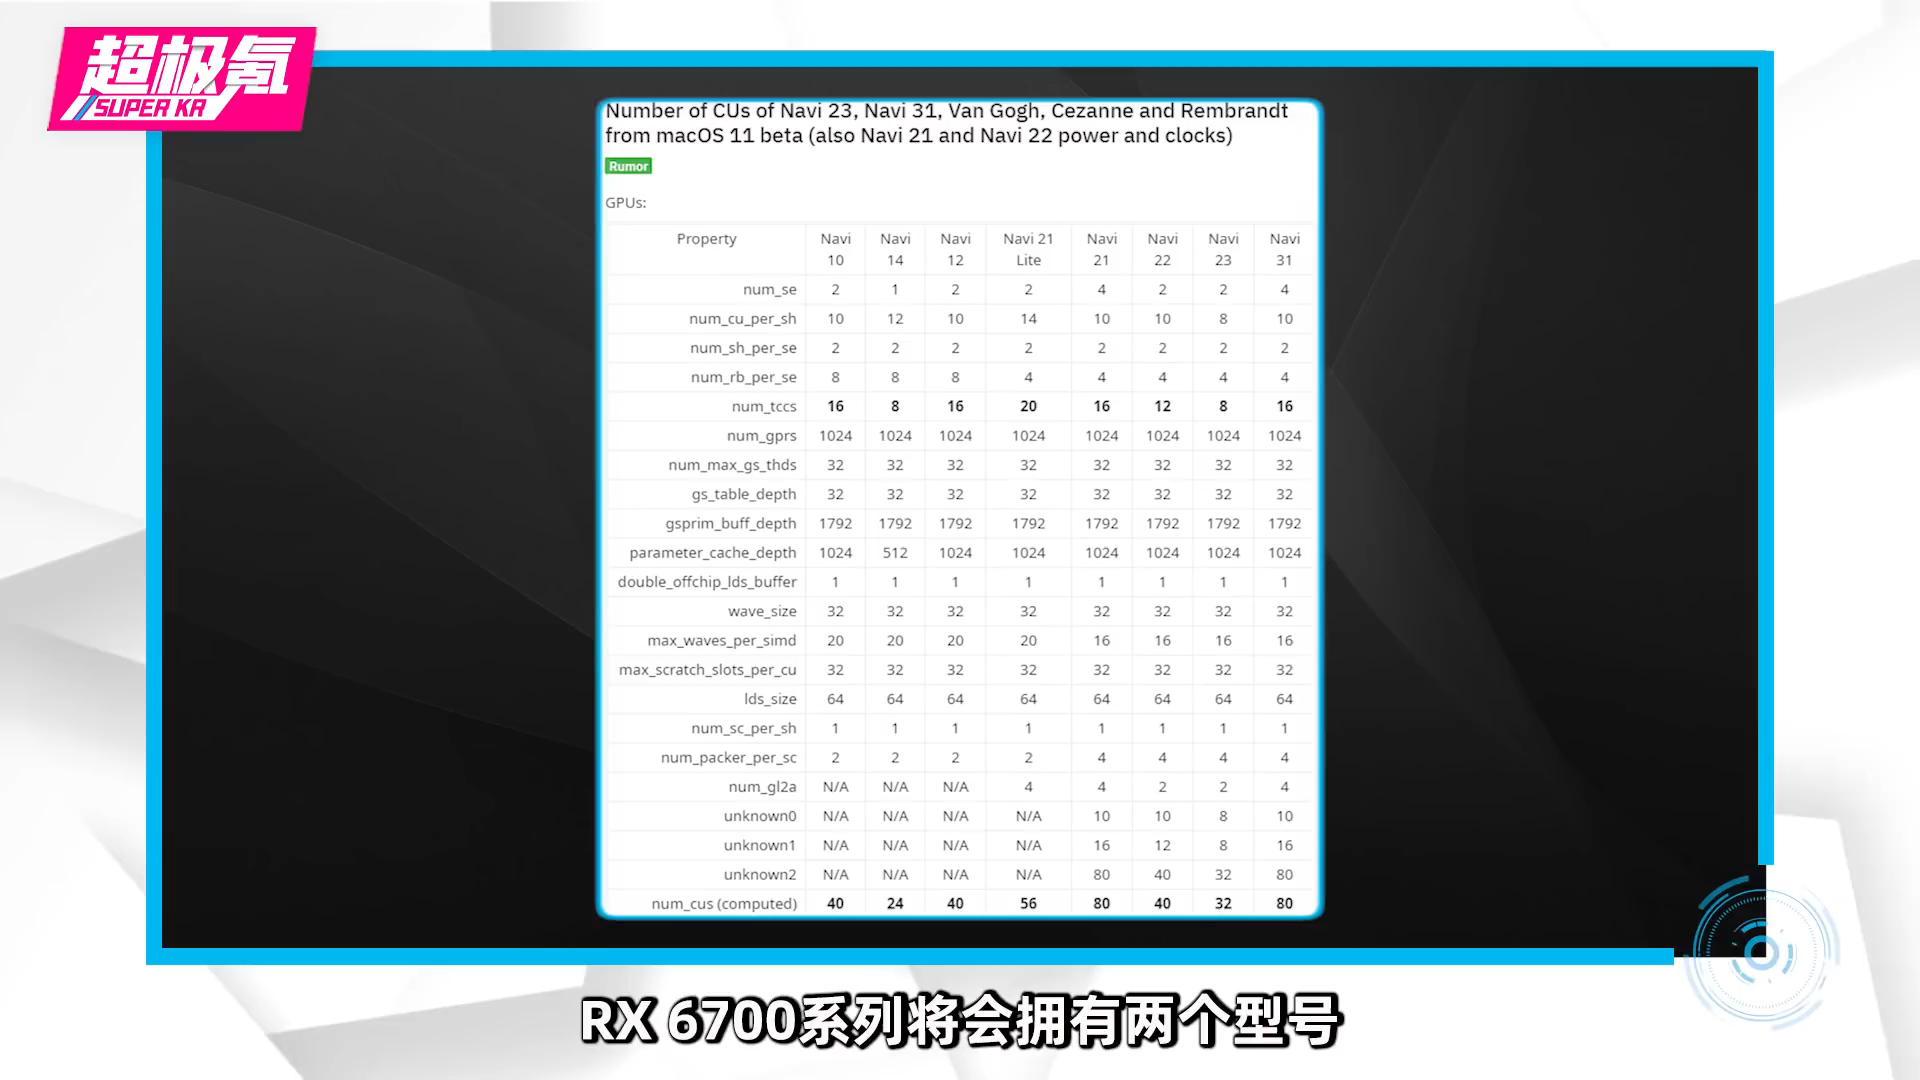 超极氪
SUPER KR
Number of CUs of Navi 23, Navi 31, Van Gogh, Cezanne and Rembrandt
from macOS 11 beta (also Navi 21 and Navi 22 power and clocks)
Rumor
GPUs:
Property Navi 10 Navi 14 Navi 12 Navi 21 Lite Navi 21 Navi 22 Navi 23 Navi 31
num_se 2 1 2 2 4 2 2 4
num_cu_per_sh 10 12 10 14 10 10 8 10
num_sh_per_se 2 2 2 2 2 2 2 2
num_rb_per_se 8 8 8 4 4 4 4 4
num_tccs 16 8 16 20 16 12 8 16
num_gprs 1024 1024 1024 1024 1024 1024 1024 1024
num_max_gs_thds 32 32 32 32 32 32 32 32
gs_table_depth 32 32 32 32 32 32 32 32
gsprim_buff_depth 1792 1792 1792 1792 1792 1792 1792 1792
parameter_cache_depth 1024 512 1024 1024 1024 1024 1024 1024
double_offchip_lds_buffer 1 1 1 1 1 1 1 1
wave_size 32 32 32 32 32 32 32 32
max_waves_per_simd 20 20 20 20 16 16 16 16
max_scratch_slots_per_cu 32 32 32 32 32 32 32 32
lds_size 64 64 64 64 64 64 64 64
num_sc_per_sh 1 1 1 1 1 1 1 1
num_packer_per_sc 2 2 2 2 4 4 4 4
num_gl2a N/A N/A N/A 4 4 2 2 4
unknown0 N/A N/A N/A N/A 10 10 8 10
unknown1 N/A N/A N/A N/A 16 12 8 16
unknown2 N/A N/A N/A N/A 80 40 32 80
num_cus (computed) 40 24 40 56 80 40 32 80
RX 6700系列将会拥有两个型号